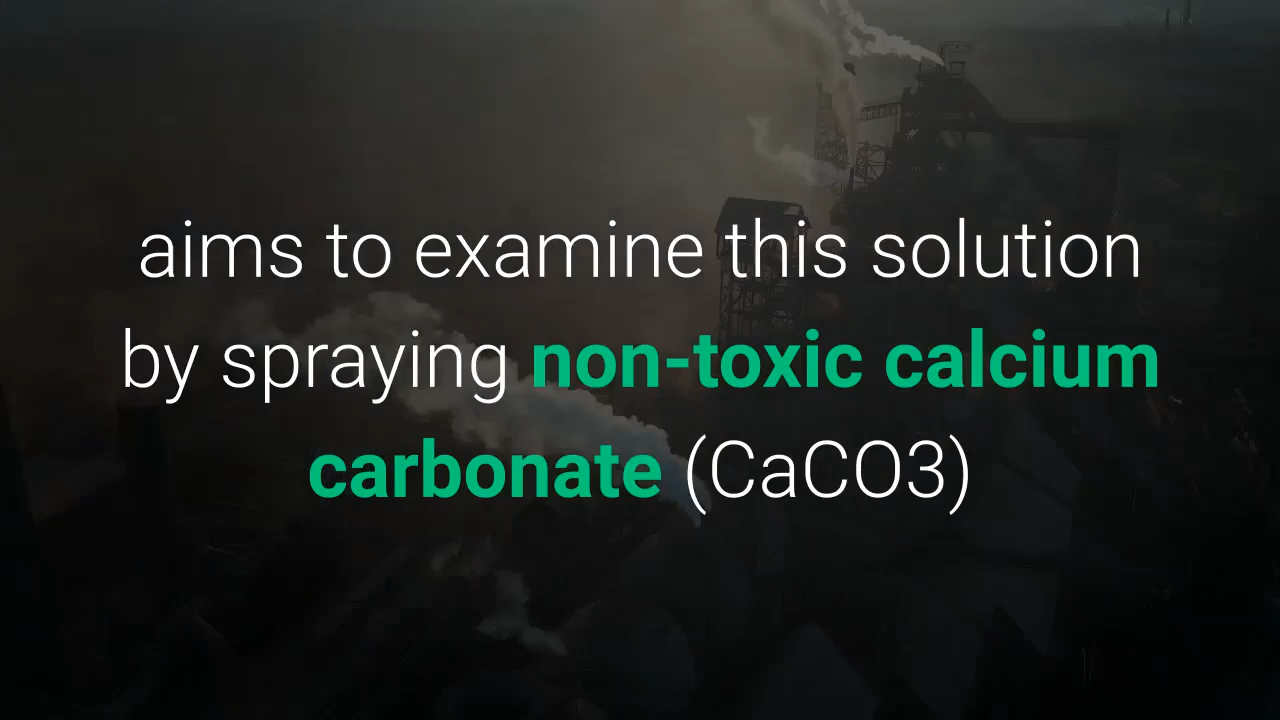 aims to examine this solution
by spraying non-toxic calcium
carbonate (CaCO3)